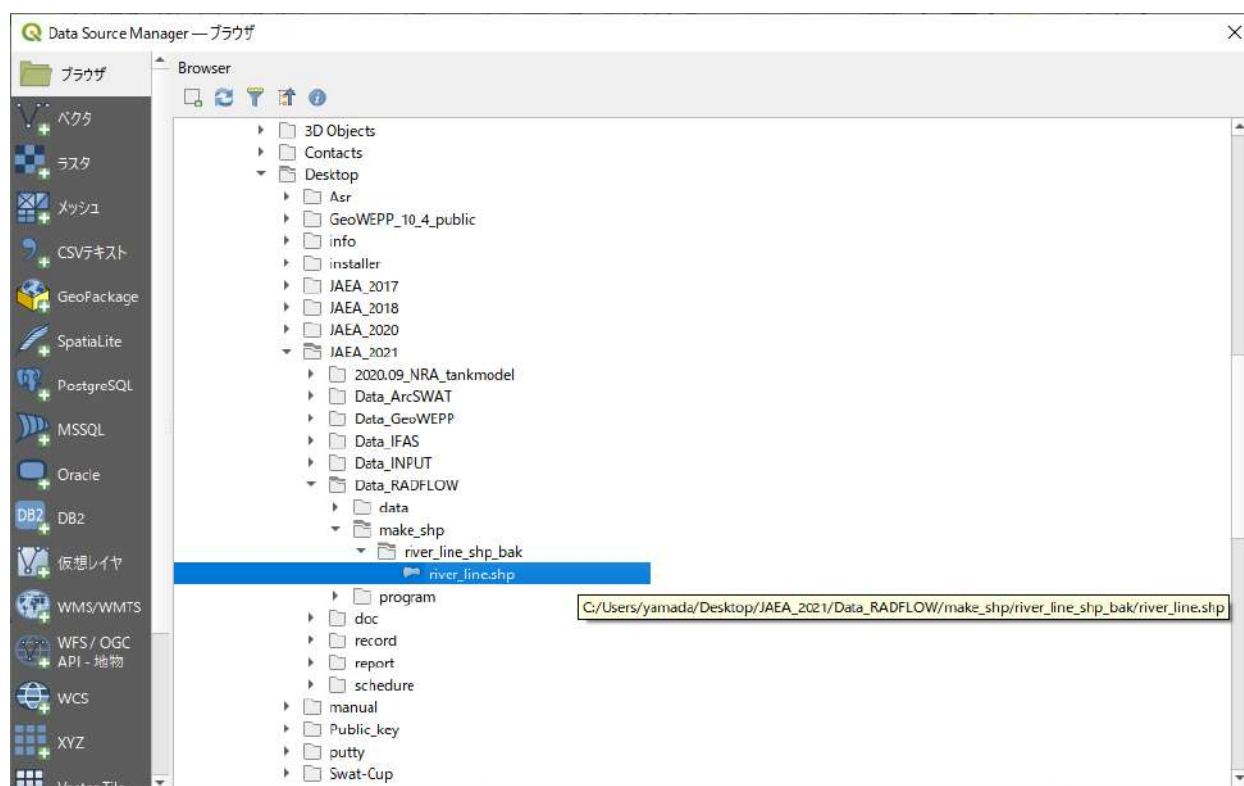 Data Source Manager — ブラウザ
ブラウザ
ベクタ
ラスタ
メッシュ
CSVテキスト
GeoPackage
SpatiaLite
PostgreSQL
MSSQL
Oracle
DB2
DB2
仮想レイヤ
WMS/WMTS
WFS / OGC
API - 地物
WCS
XYZ
Vector Tile
Browser
3D Objects
Contacts
Desktop
Asr
GeoWEPP_10_4_public
info
installer
JAEA_2017
JAEA_2018
JAEA_2020
JAEA_2021
2020.09_NRA_tankmodel
Data_ArcSWAT
Data_GeoWEPP
Data_IFAS
Data_INPUT
Data_RADFLOW
data
make_shp
river_line_shp_bak
river_line.shp
program
C:/Users/yamada/Desktop/JAEA_2021/Data_RADFLOW/make_shp/river_line_shp_bak/river_line.shp
doc
record
report
schedure
manual
Public_key
putty
Swat-Cup